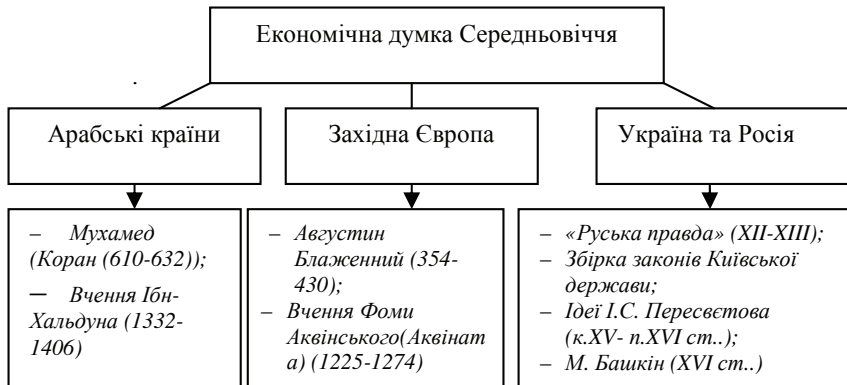 Економічна думка Середньовіччя
Арабські країни
Західна Європа
Україна та Росія
– Мухамед
(Коран (610-632));
– Вчення Ібн-
Хальдуна (1332-
1406)
– Августин
Блаженний (354-
430);
– Вчення Фоми
Аквінського(Аквінат
а) (1225-1274)
– «Руська правда» (XII-XIII);
– Збірка законів Київської
держави;
– Ідеї І.С. Пересвєтова
(к.XV- п.XVI ст..);
– М. Башкін (XVI ст..)